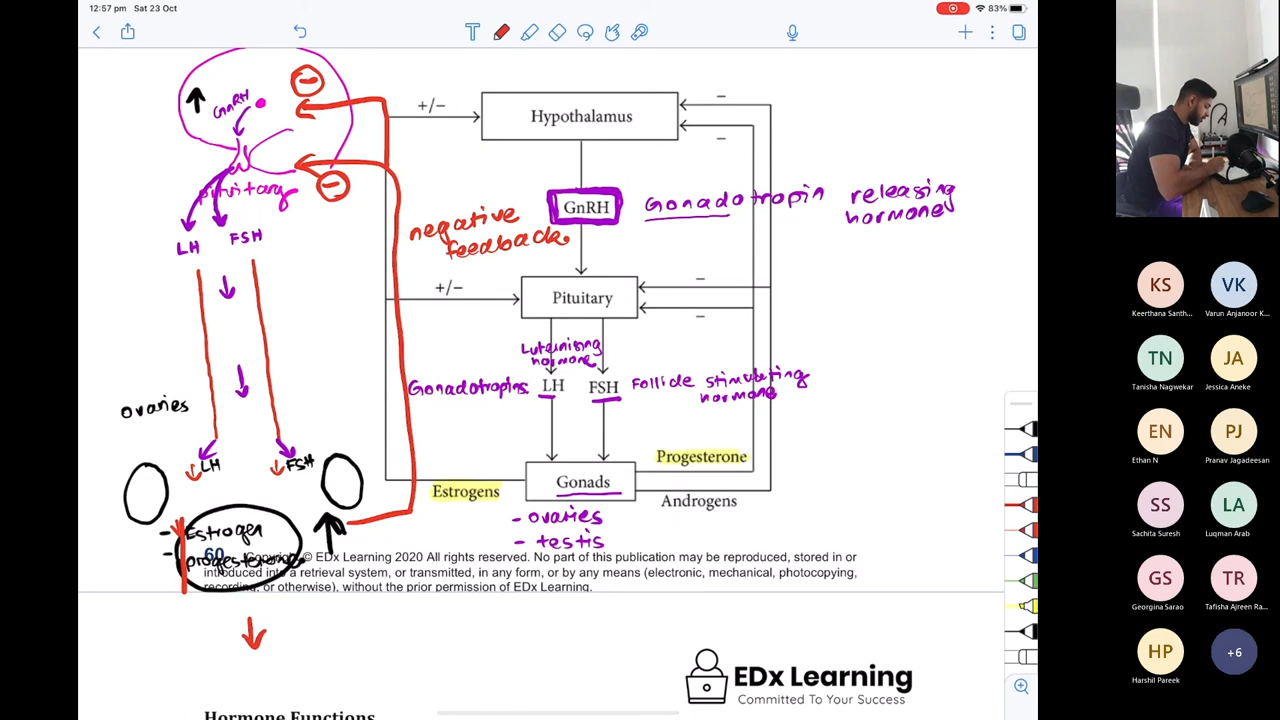 12:57 pm Sat 23 Oct
83%
GnRH
pituitary
LH
FSH
ovaries
LH
FSH
- Estrogen
- progesterone
+/−
Hypothalamus
−
−
GnRH
Gonadotropin releasing
hormone
negative
feedback
+/−
Pituitary
−
−
Luteinising
hormone
Gonadotropins LH FSH Follicle stimulating
hormone
Progesterone
Estrogens
Gonads
Androgens
- ovaries
- testis
60
Copyright © EDx Learning 2020 All rights reserved. No part of this publication may be reproduced, stored in or
introduced into a retrieval system, or transmitted, in any form, or by any means (electronic, mechanical, photocopying,
recording, or otherwise), without the prior permission of EDx Learning.
EDx Learning
Committed To Your Success
Hormone Functions
KS
Keerthana Santh...
VK
Varun Anjanoor K...
TN
Tanisha Nagwekar
JA
Jessica Aneke
EN
Ethan N
PJ
Pranav Jagadeesan
SS
Sachita Suresh
LA
Luqman Arab
GS
Georgina Sarao
TR
Tafisha Ajreen Ra...
HP
Harshil Pareek
+6